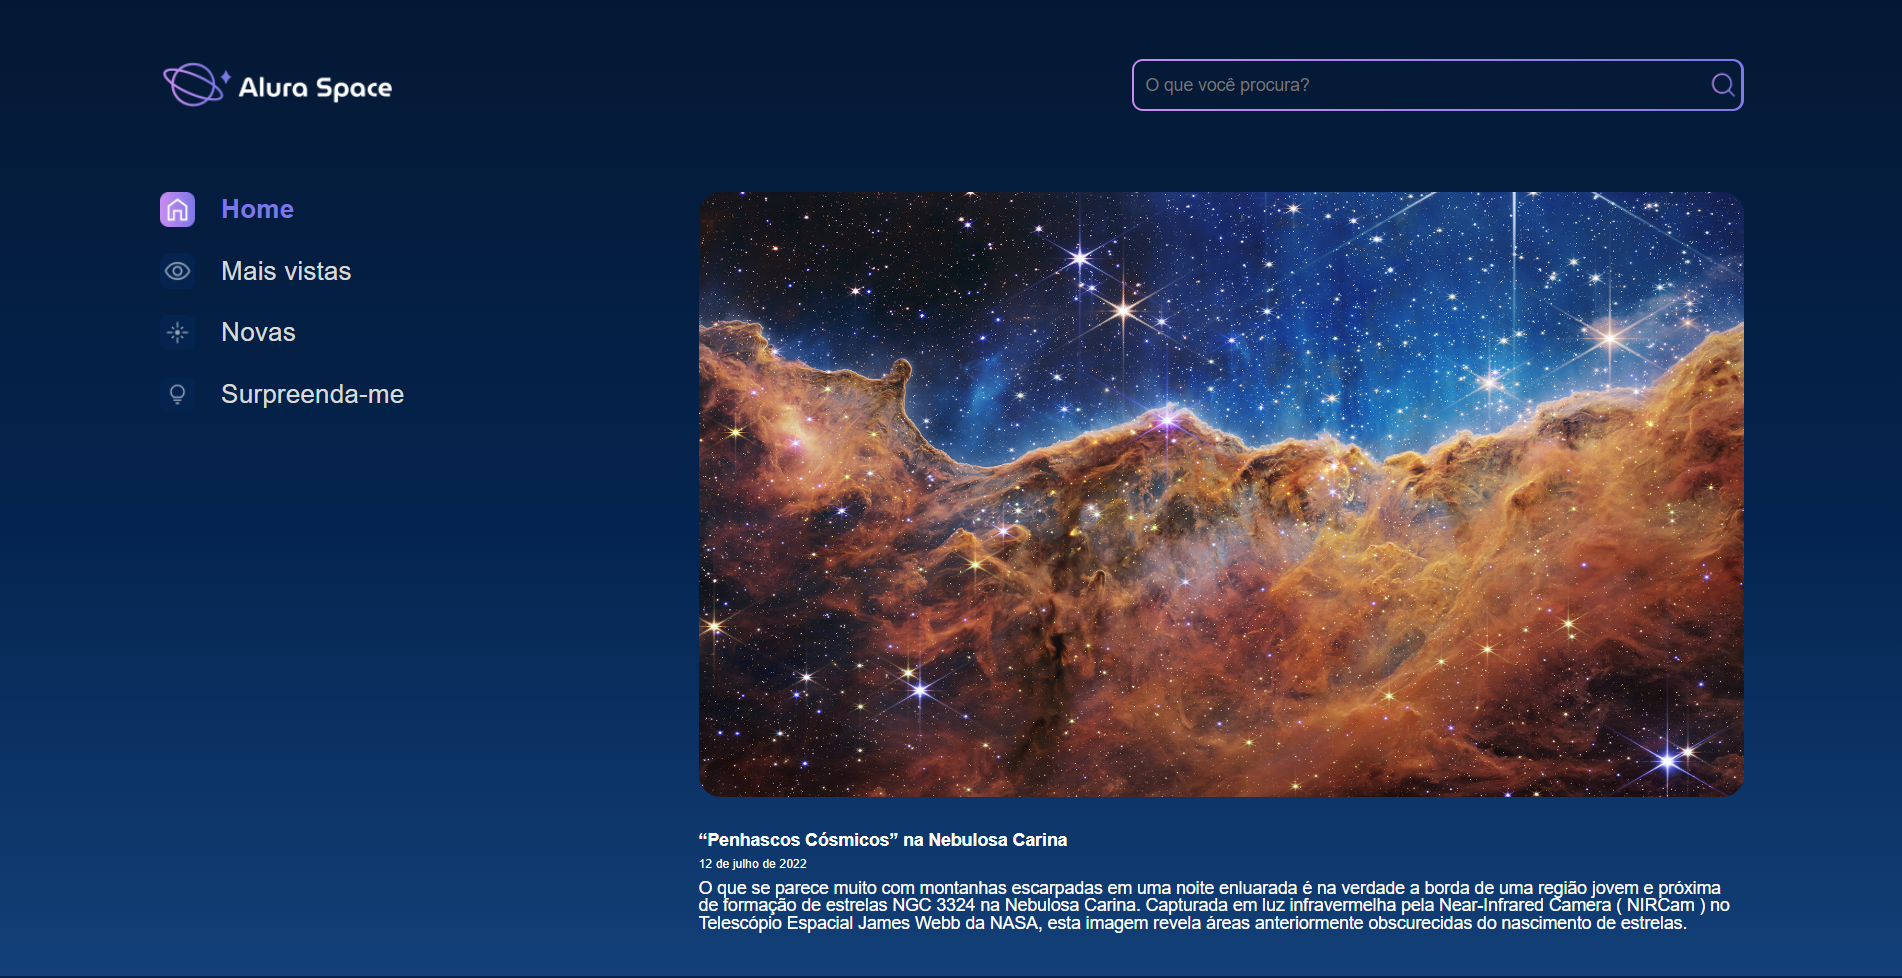 Alura Space
O que você procura?
Home
Mais vistas
Novas
Surpreenda-me
“Penhascos Cósmicos” na Nebulosa Carina
12 de julho de 2022
O que se parece muito com montanhas escarpadas em uma noite enluarada é na verdade a borda de uma região jovem e próxima
de formação de estrelas NGC 3324 na Nebulosa Carina. Capturada em luz infravermelha pela Near-Infrared Camera ( NIRCam ) no
Telescópio Espacial James Webb da NASA, esta imagem revela áreas anteriormente obscurecidas do nascimento de estrelas.